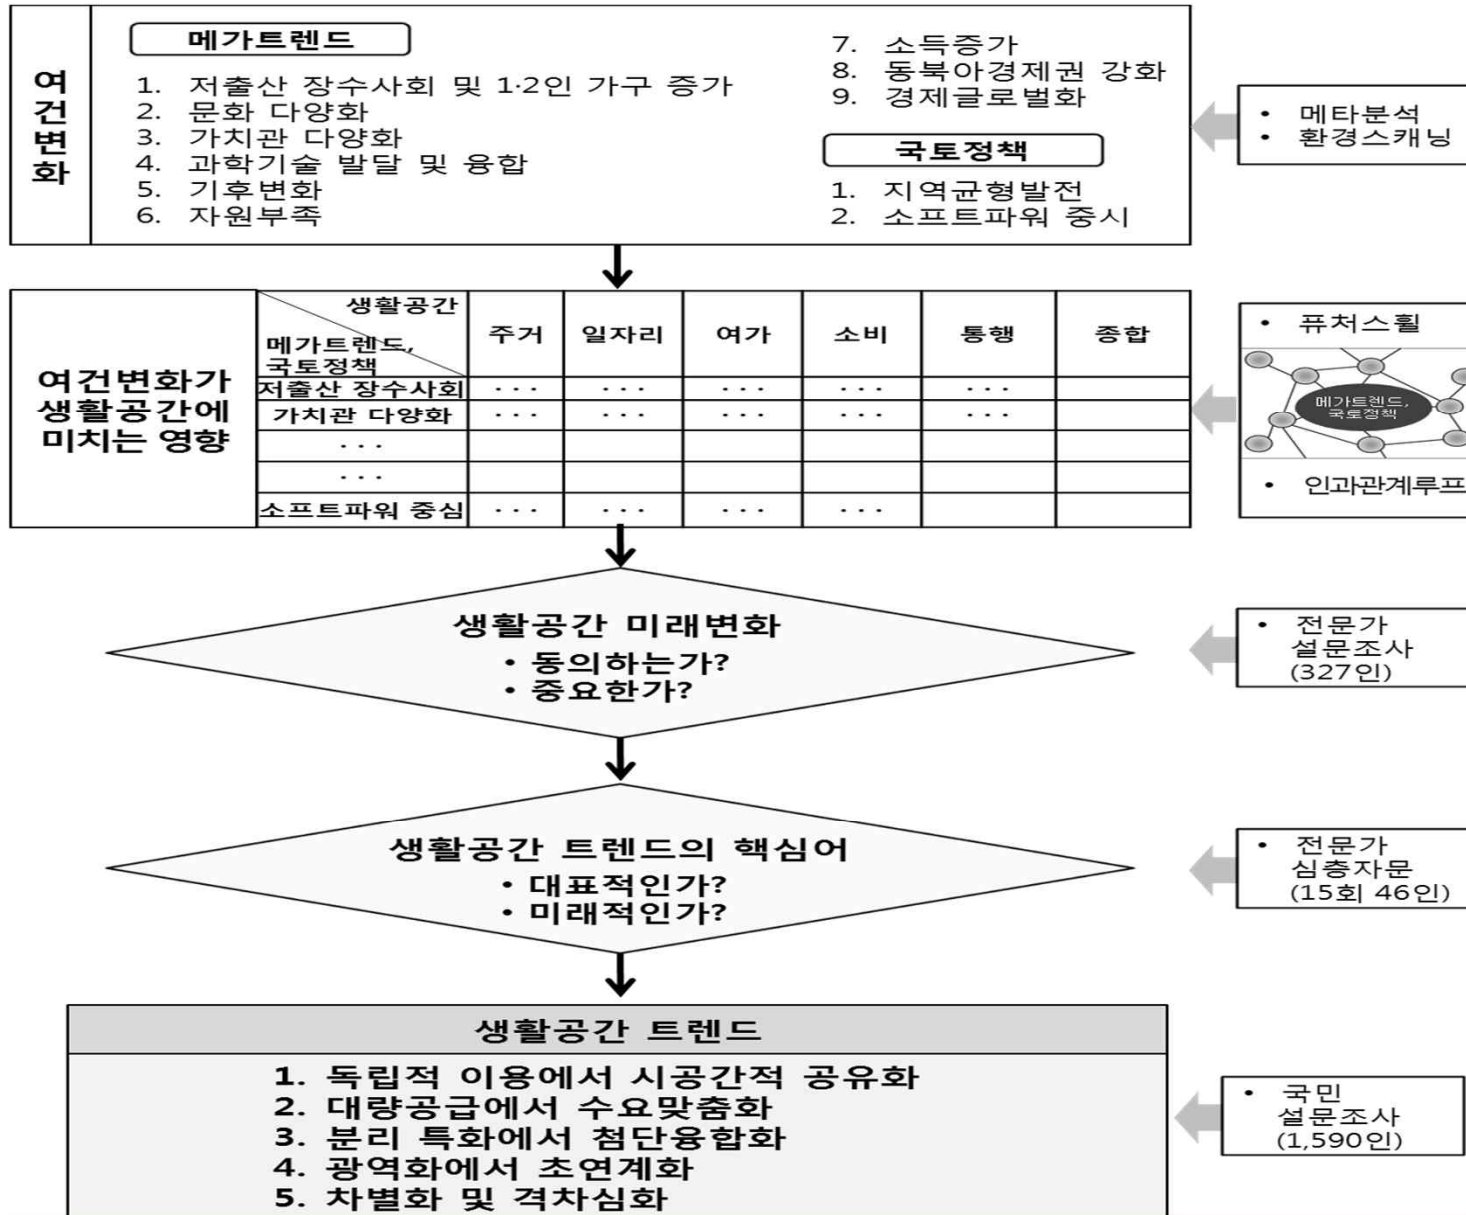 여건변화
메가트렌드
1. 저출산 장수사회 및 1·2인 가구 증가
2. 문화 다양화
3. 가치관 다양화
4. 과학기술 발달 및 융합
5. 기후변화
6. 자원부족
7. 소득증가
8. 동북아경제권 강화
9. 경제글로벌화
국토정책
1. 지역균형발전
2. 소프트파워 중시
• 메타분석
• 환경스캐닝
여건변화가
생활공간에
미치는 영향
생활공간
메가트렌드,
국토정책
주거 일자리 여가 소비 통행 종합
저출산 장수사회 ··· ··· ··· ··· ···
가치관 다양화 ··· ··· ··· ··· ···
···
···
소프트파워 중심 ··· ··· ··· ···
• 퓨처스휠
메가트렌드,
국토정책
• 인과관계루프
생활공간 미래변화
• 동의하는가?
• 중요한가?
• 전문가
설문조사
(327인)
생활공간 트렌드의 핵심어
• 대표적인가?
• 미래적인가?
• 전문가
심층자문
(15회 46인)
생활공간 트렌드
1. 독립적 이용에서 시공간적 공유화
2. 대량공급에서 수요맞춤화
3. 분리 특화에서 첨단융합화
4. 광역화에서 초연계화
5. 차별화 및 격차심화
• 국민
설문조사
(1,590인)